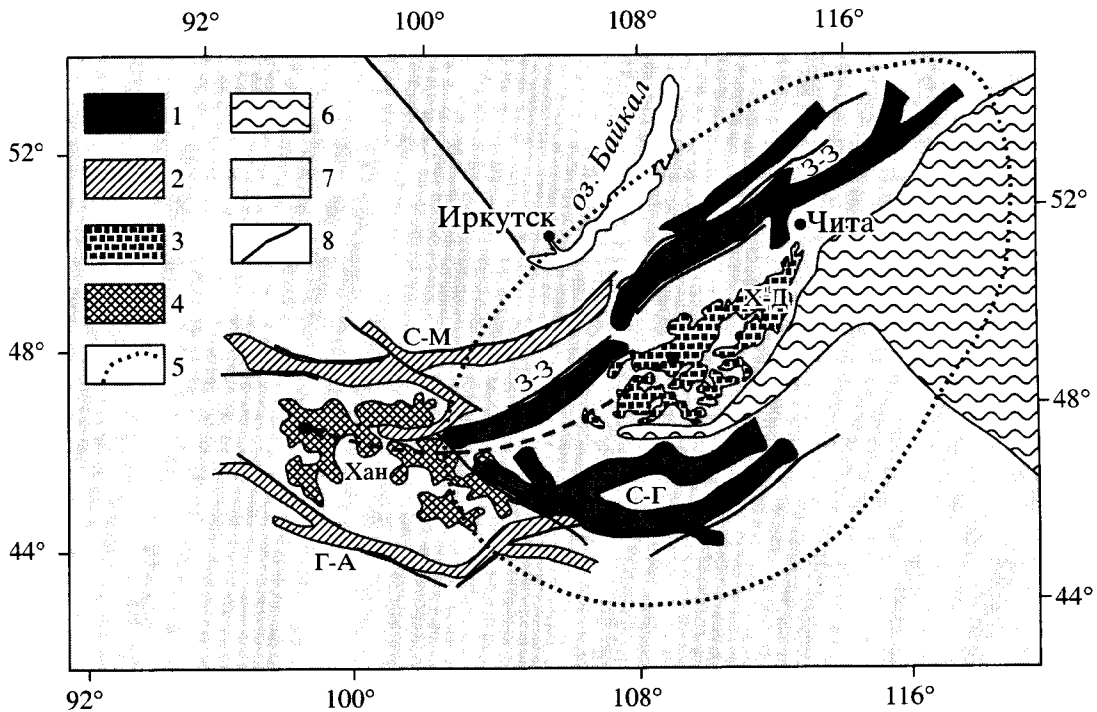 92° 100° 108° 116°
1
2
3
4
5
6
7
8
52°
48°
44°
52°
48°
44°
оз. Байкал
Иркутск
З-З
Чита
Х-Д
С-М
З-З
Хан
С-Г
Г-А
92° 100° 108° 116°